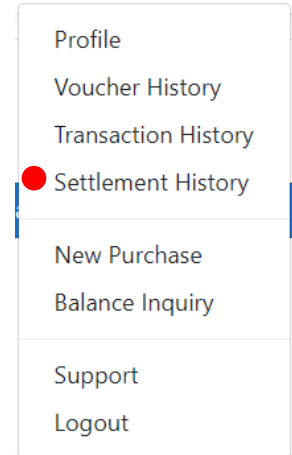 Profile
Voucher History
Transaction History
Settlement History
New Purchase
Balance Inquiry
Support
Logout